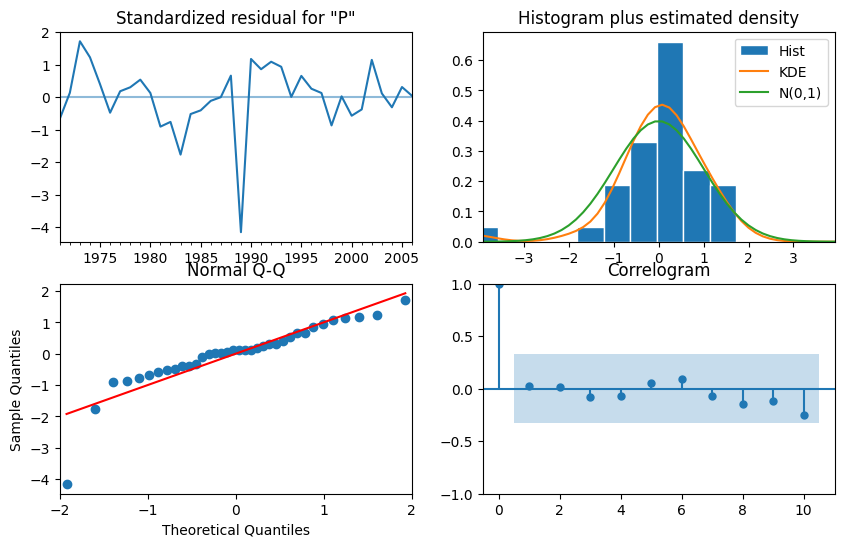 Standardized residual for "P"
2
1
0
−1
−2
−3
−4
1975 1980 1985 1990 1995 2000 2005
Histogram plus estimated density
Hist
KDE
N(0,1)
0.6
0.5
0.4
0.3
0.2
0.1
0.0
−3 −2 −1 0 1 2 3
Normal Q-Q
Sample Quantiles
2
1
0
−1
−2
−3
−4
−2 −1 0 1 2
Theoretical Quantiles
Correlogram
1.0
0.5
0.0
−0.5
−1.0
0 2 4 6 8 10